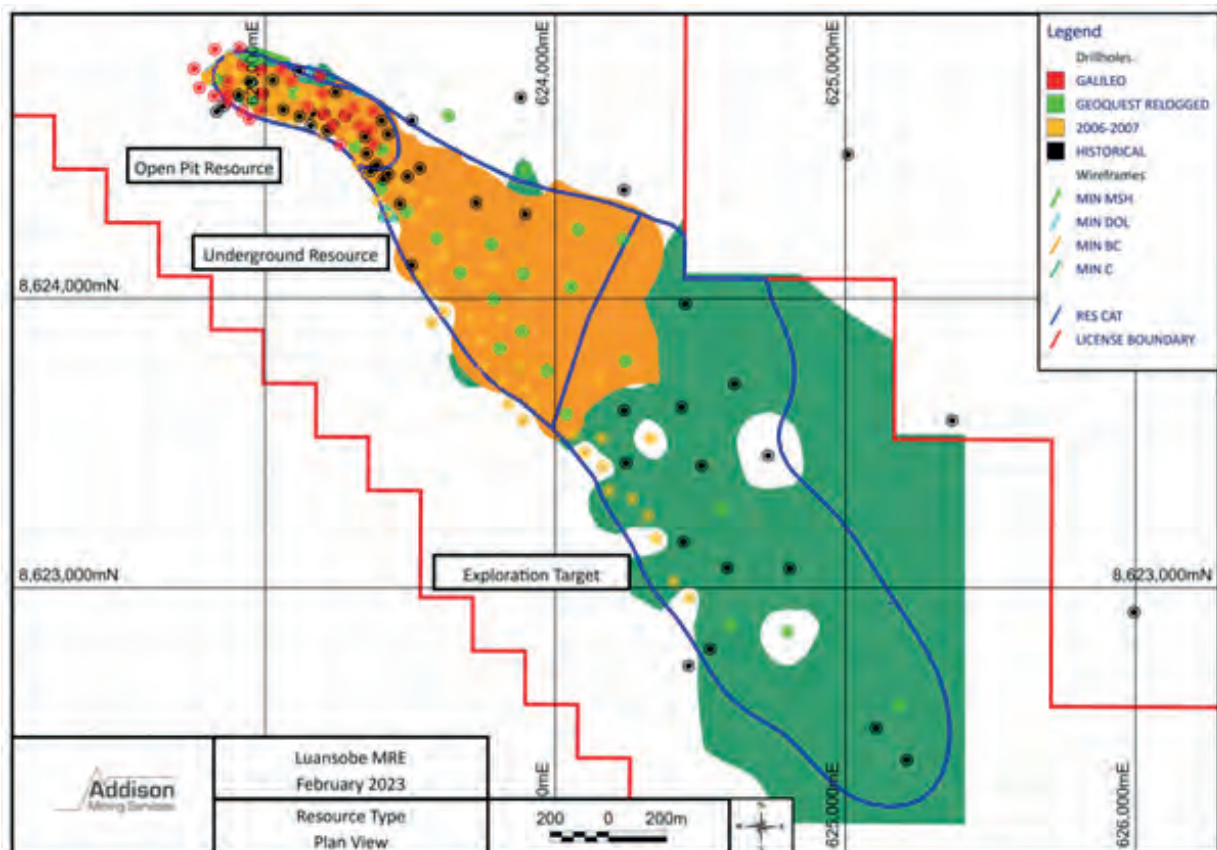 624,000mE
625,000mE
Legend
Drillholes
GALILEO
GEOQUEST RELOGGED
2006-2007
HISTORICAL
Wireframes
MIN MSH
MIN DOL
MIN BC
MIN C
RES CAT
LICENSE BOUNDARY
Open Pit Resource
Underground Resource
8,624,000mN
Exploration Target
8,623,000mN
8,623,000mN
Addison
Mining Services
Luansobe MRE
February 2023
Resource Type
Plan View
200 0 200m
625,000mE
626,000mE